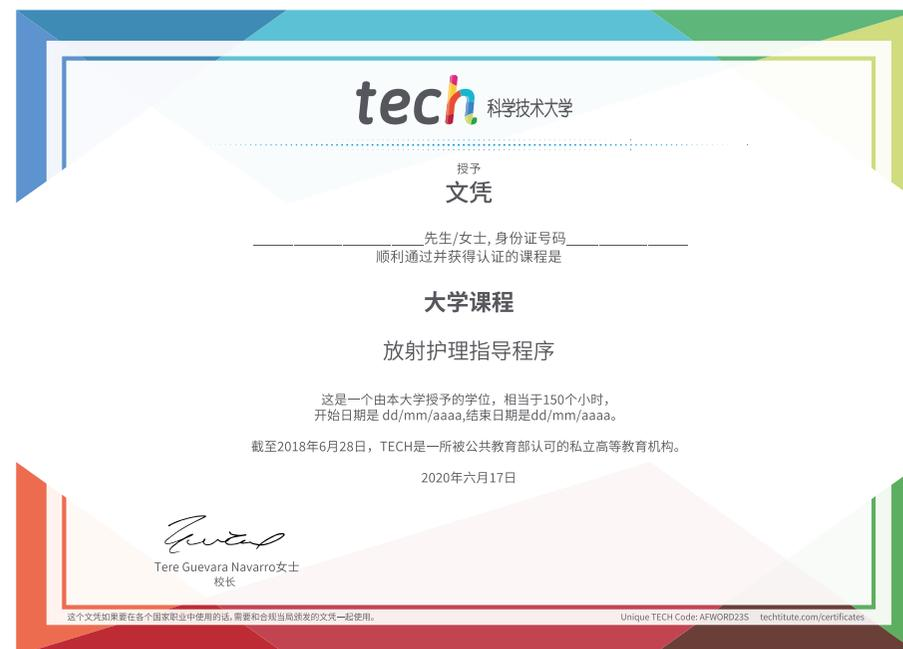 tech 科学技术大学
授予
文凭
先生/女士, 身份证号码
顺利通过并获得认证的课程是
大学课程
放射护理指导程序
这是一个由本大学授予的学位，相当于150个小时，
开始日期是 dd/mm/aaaa,结束日期是dd/mm/aaaa。
截至2018年6月28日，TECH是一所被公共教育部认可的私立高等教育机构。
2020年六月17日
Tere Guevara Navarro女士
校长
这个文凭如果要在各个国家职业中使用的话,需要和合规当局颁发的文凭一起使用。
Unique TECH Code: AFWORD23S techtitute.com/certificates